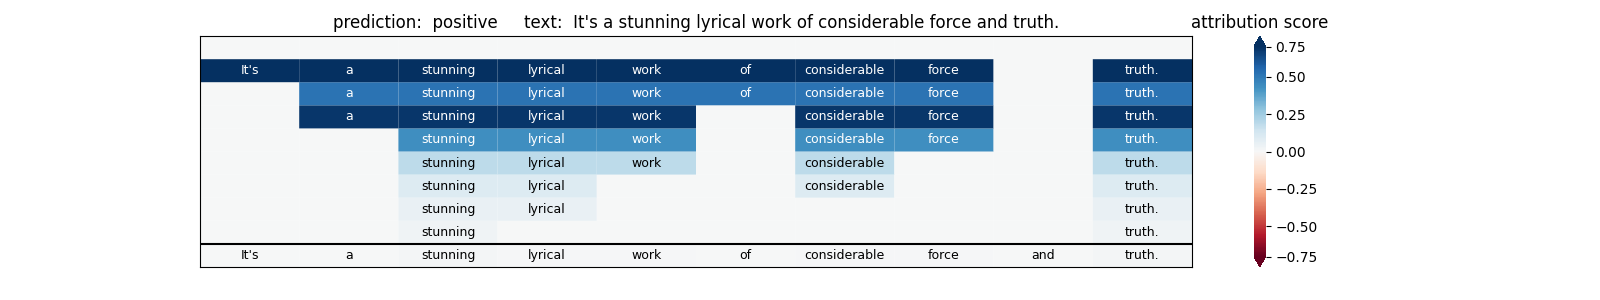 prediction: positive text: It's a stunning lyrical work of considerable force and truth.
attribution score
It's a stunning lyrical work of considerable force truth.
a stunning lyrical work of considerable force truth.
a stunning lyrical work considerable force truth.
stunning lyrical work considerable force truth.
stunning lyrical work considerable truth.
stunning lyrical considerable truth.
stunning lyrical truth.
stunning truth.
It's a stunning lyrical work of considerable force and truth.
0.75
0.50
0.25
0.00
−0.25
−0.50
−0.75